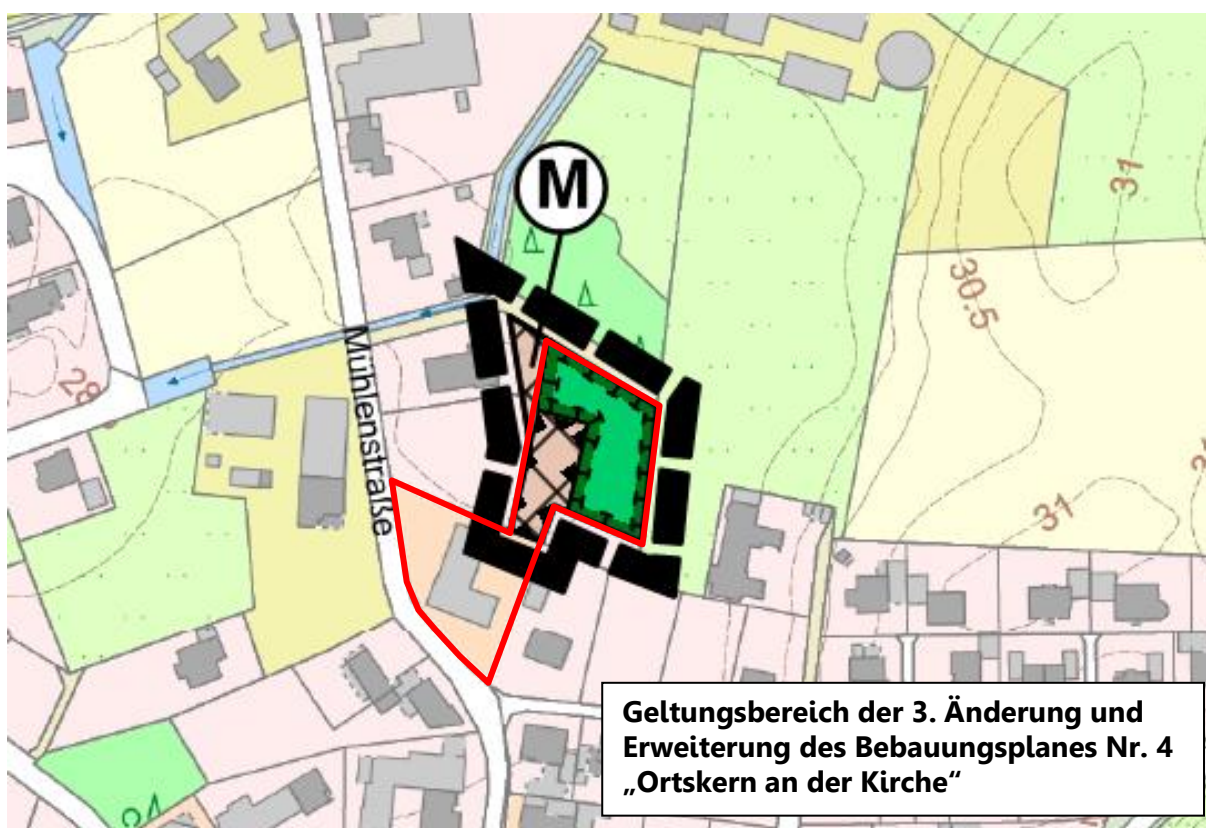 M
31
30.5
Mühlenstraße
28
31
Geltungsbereich der 3. Änderung und
Erweiterung des Bebauungsplanes Nr. 4
„Ortskern an der Kirche“